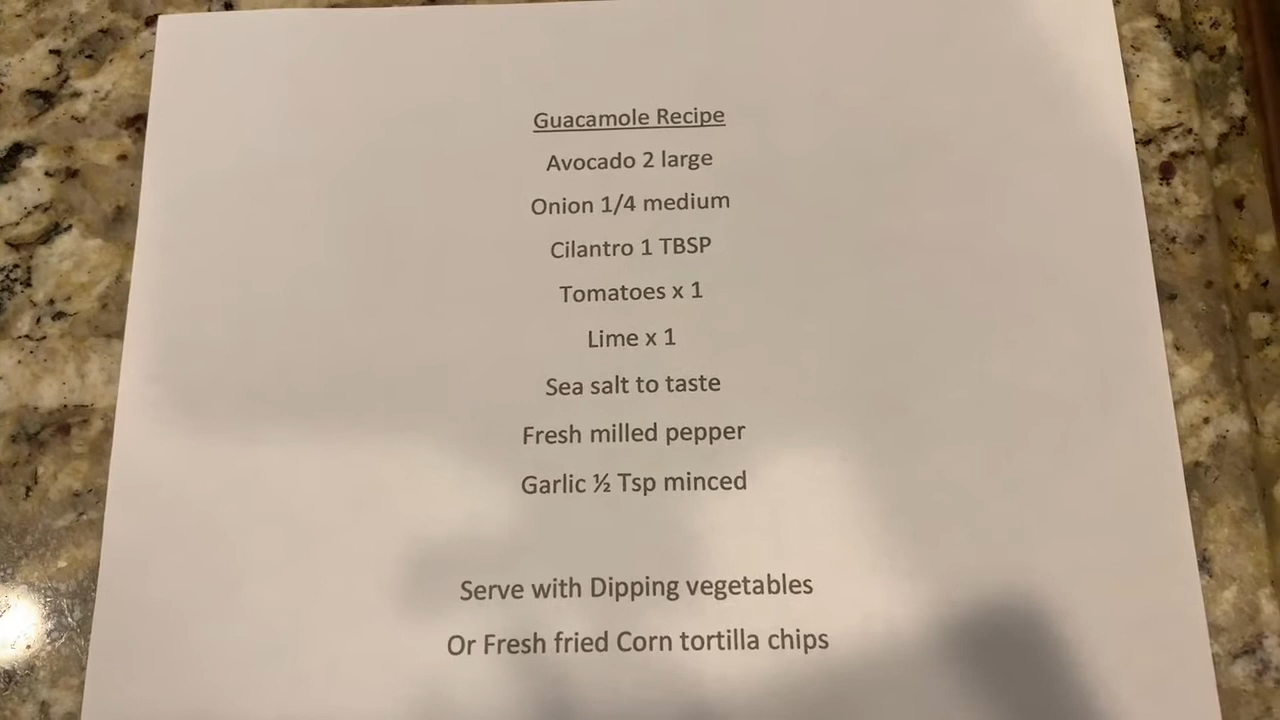 Guacamole Recipe
Avocado 2 large
Onion 1/4 medium
Cilantro 1 TBSP
Tomatoes x 1
Lime x 1
Sea salt to taste
Fresh milled pepper
Garlic ½ Tsp minced
Serve with Dipping vegetables
Or Fresh fried Corn tortilla chips